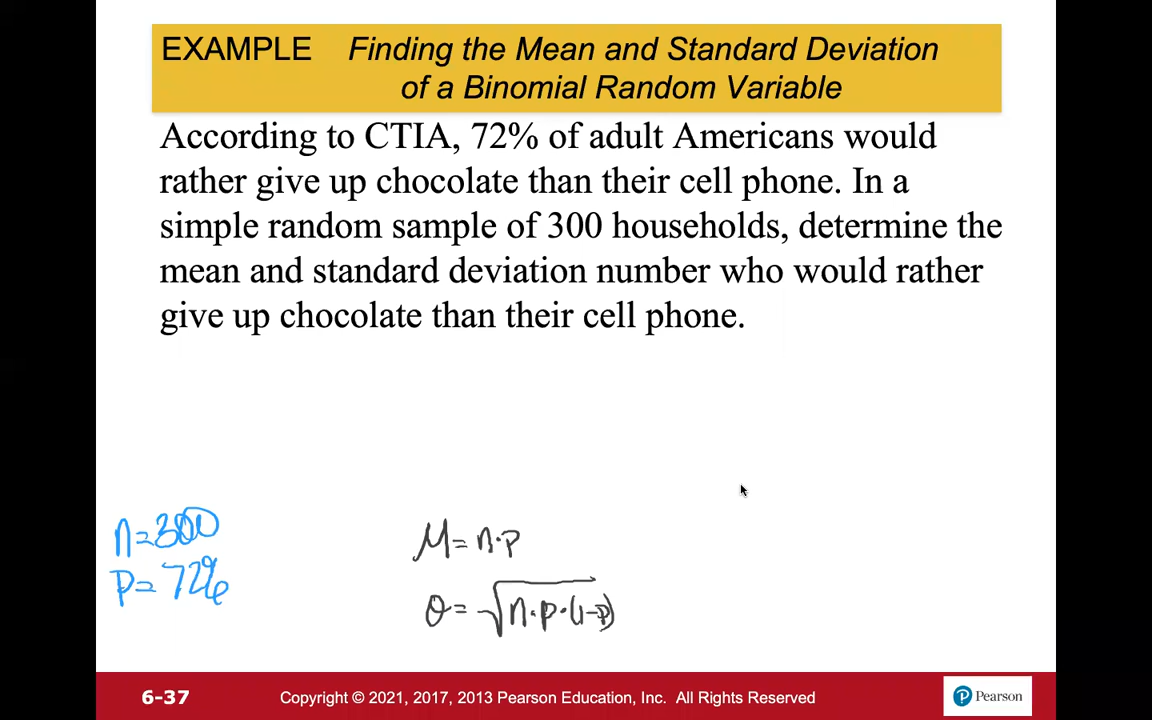 EXAMPLE Finding the Mean and Standard Deviation
of a Binomial Random Variable
According to CTIA, 72% of adult Americans would
rather give up chocolate than their cell phone. In a
simple random sample of 300 households, determine the
mean and standard deviation number who would rather
give up chocolate than their cell phone.
n=300
p=72%
μ=n·p
σ=√n·p·(1-p)
6-37 Copyright © 2021, 2017, 2013 Pearson Education, Inc. All Rights Reserved Pearson